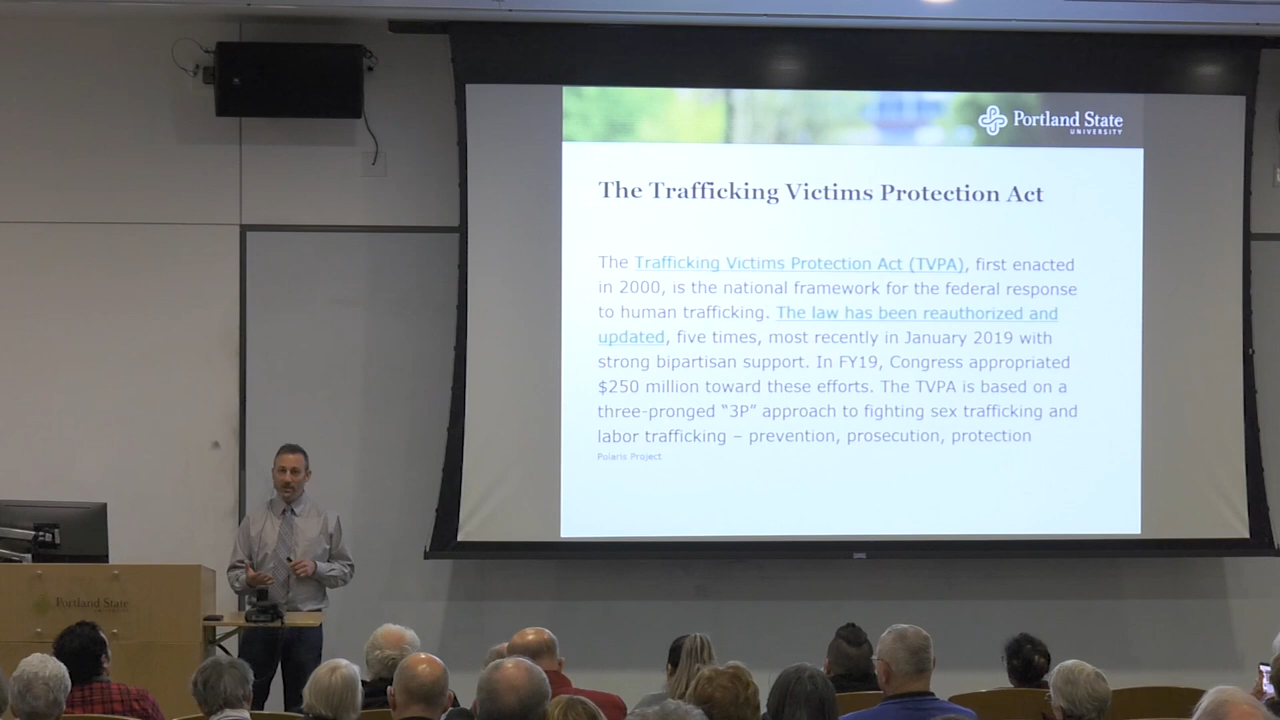 Portland State
UNIVERSITY
The Trafficking Victims Protection Act
The Trafficking Victims Protection Act (TVPA), first enacted
in 2000, is the national framework for the federal response
to human trafficking. The law has been reauthorized and
updated, five times, most recently in January 2019 with
strong bipartisan support. In FY19, Congress appropriated
$250 million toward these efforts. The TVPA is based on a
three-pronged “3P” approach to fighting sex trafficking and
labor trafficking – prevention, prosecution, protection
Polaris Project
Portland State
UNIVERSITY